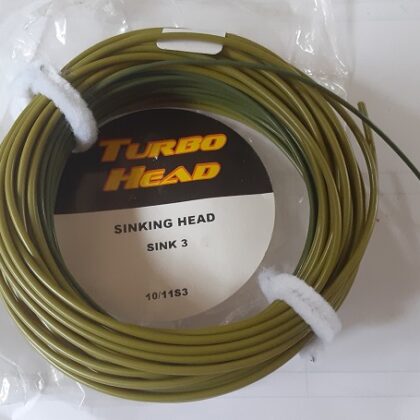 TURBO
HEAD
SINKING HEAD
SINK 3
10/11S3